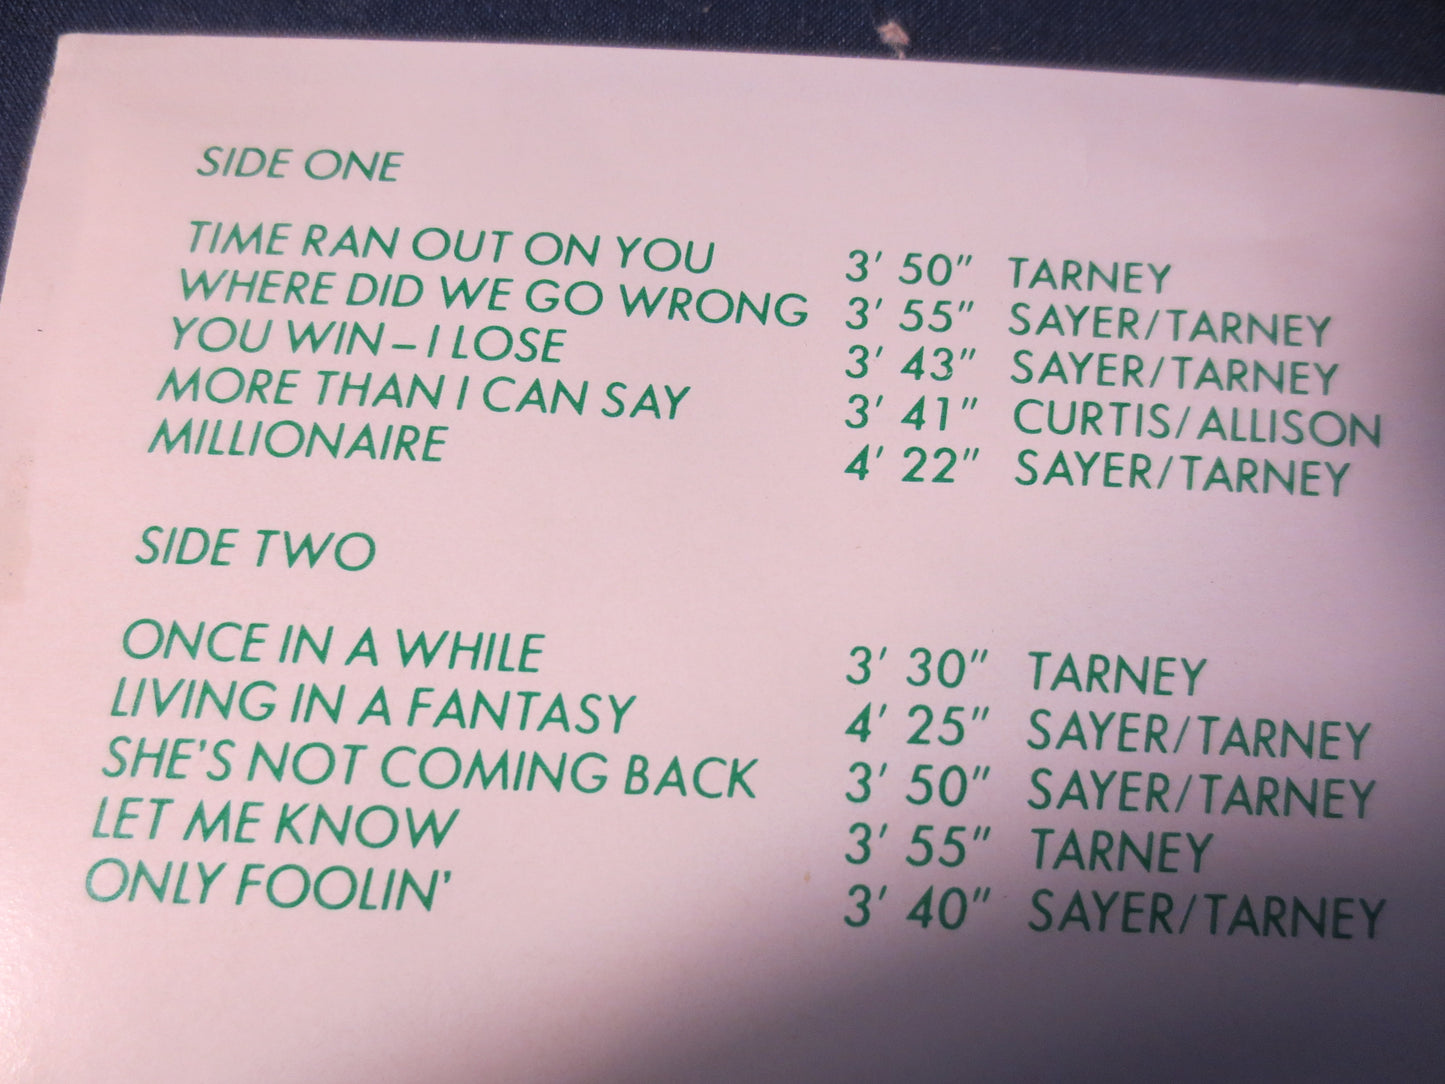 SIDE ONE
TIME RAN OUT ON YOU 3' 50" TARNEY
WHERE DID WE GO WRONG 3' 55" SAYER/TARNEY
YOU WIN – I LOSE 3' 43" SAYER/TARNEY
MORE THAN I CAN SAY 3' 41" CURTIS/ALLISON
MILLIONAIRE 4' 22" SAYER/TARNEY
SIDE TWO
ONCE IN A WHILE 3' 30" TARNEY
LIVING IN A FANTASY 4' 25" SAYER/TARNEY
SHE'S NOT COMING BACK 3' 50" SAYER/TARNEY
LET ME KNOW 3' 55" TARNEY
ONLY FOOLIN' 3' 40" SAYER/TARNEY